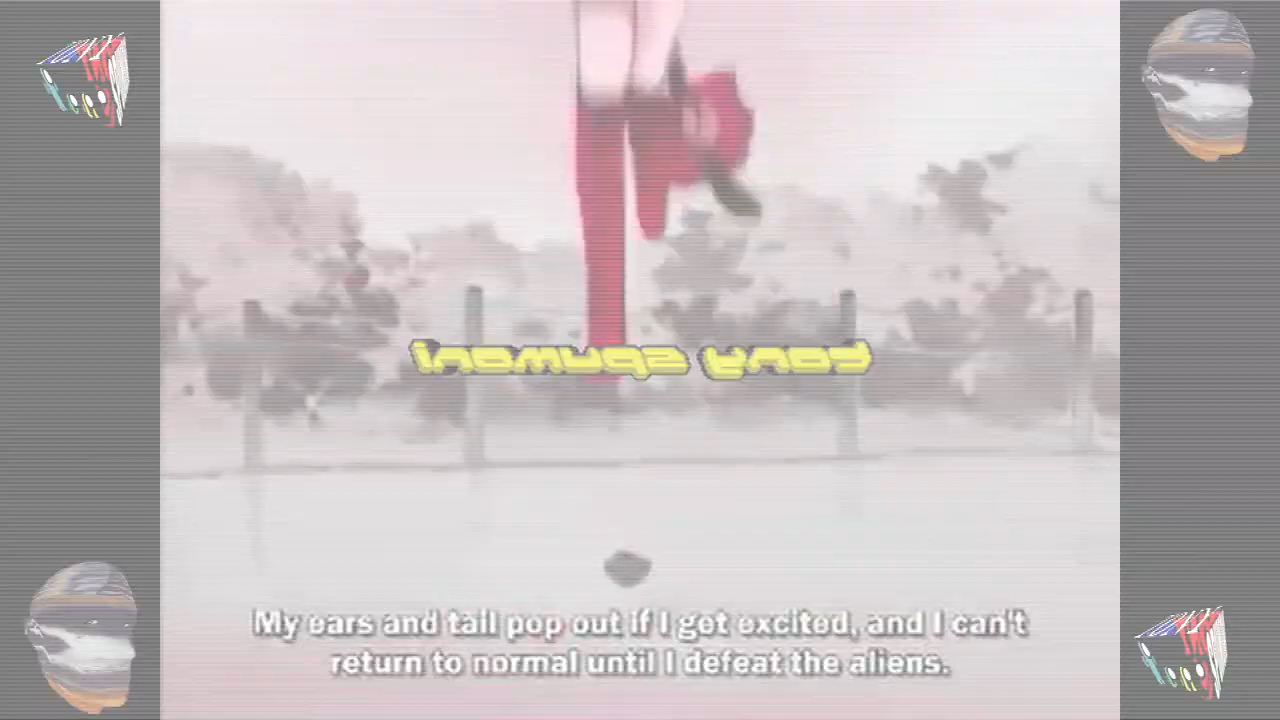 My ears and tail pop out if I get excited, and I can't
return to normal until I defeat the aliens.